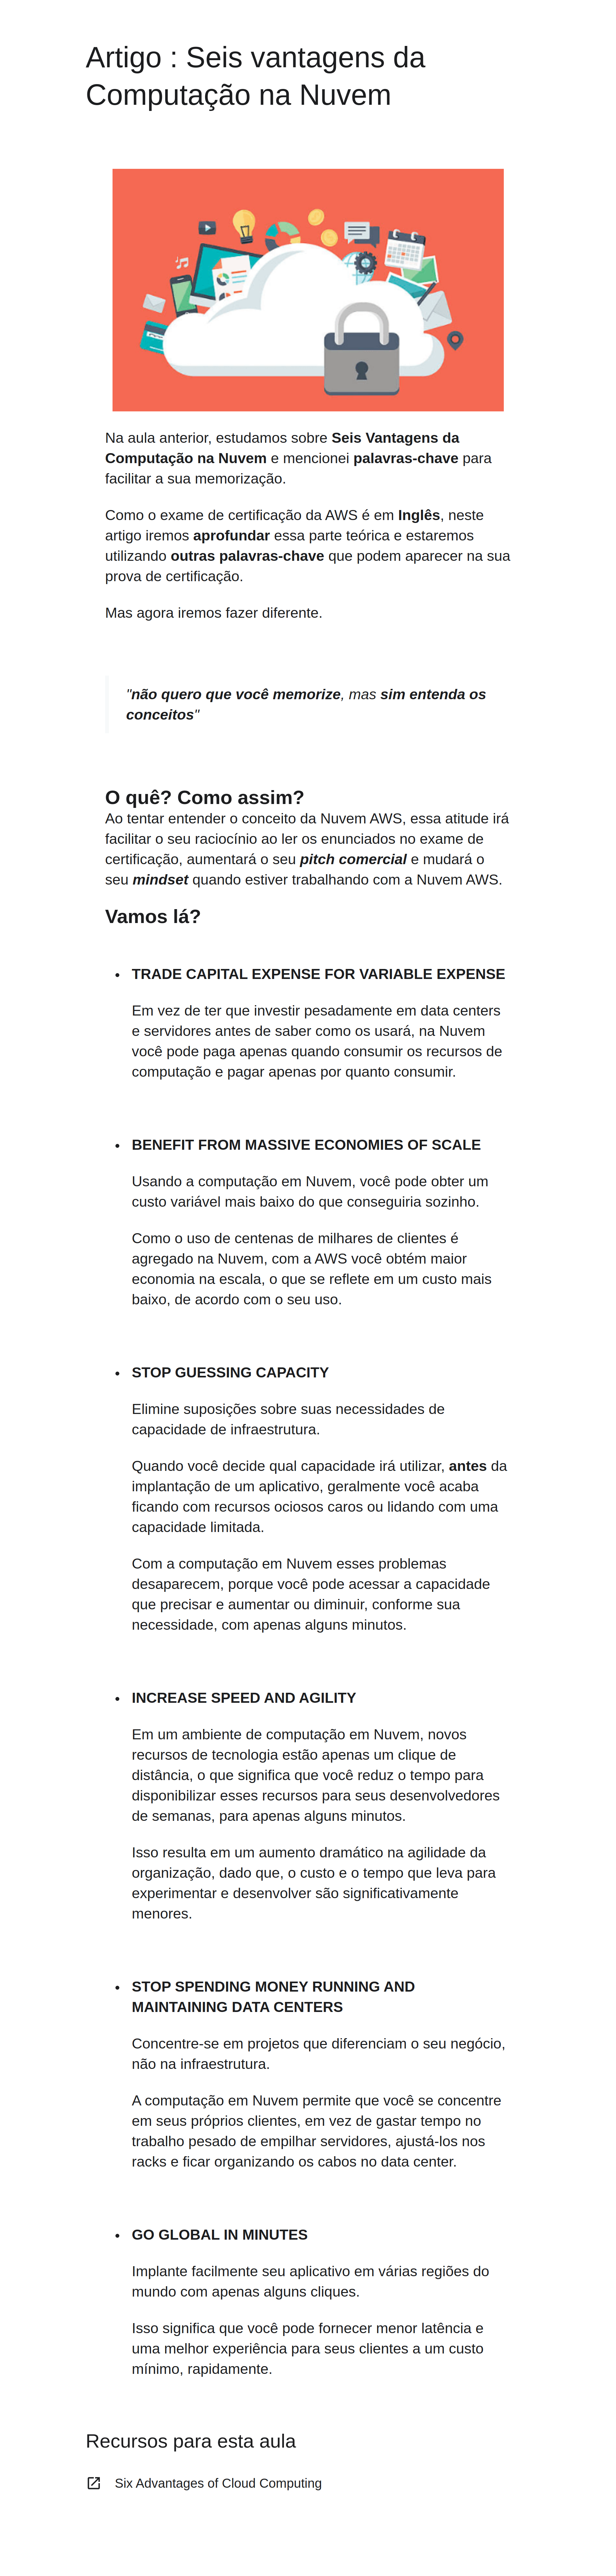 Artigo : Seis vantagens da
Computação na Nuvem
Na aula anterior, estudamos sobre Seis Vantagens da
Computação na Nuvem e mencionei palavras-chave para
facilitar a sua memorização.
Como o exame de certificação da AWS é em Inglês, neste
artigo iremos aprofundar essa parte teórica e estaremos
utilizando outras palavras-chave que podem aparecer na sua
prova de certificação.
Mas agora iremos fazer diferente.
"não quero que você memorize, mas sim entenda os
conceitos"
O quê? Como assim?
Ao tentar entender o conceito da Nuvem AWS, essa atitude irá
facilitar o seu raciocínio ao ler os enunciados no exame de
certificação, aumentará o seu pitch comercial e mudará o
seu mindset quando estiver trabalhando com a Nuvem AWS.
Vamos lá?
• TRADE CAPITAL EXPENSE FOR VARIABLE EXPENSE
Em vez de ter que investir pesadamente em data centers
e servidores antes de saber como os usará, na Nuvem
você pode paga apenas quando consumir os recursos de
computação e pagar apenas por quanto consumir.
• BENEFIT FROM MASSIVE ECONOMIES OF SCALE
Usando a computação em Nuvem, você pode obter um
custo variável mais baixo do que conseguiria sozinho.
Como o uso de centenas de milhares de clientes é
agregado na Nuvem, com a AWS você obtém maior
economia na escala, o que se reflete em um custo mais
baixo, de acordo com o seu uso.
• STOP GUESSING CAPACITY
Elimine suposições sobre suas necessidades de
capacidade de infraestrutura.
Quando você decide qual capacidade irá utilizar, antes da
implantação de um aplicativo, geralmente você acaba
ficando com recursos ociosos caros ou lidando com uma
capacidade limitada.
Com a computação em Nuvem esses problemas
desaparecem, porque você pode acessar a capacidade
que precisar e aumentar ou diminuir, conforme sua
necessidade, com apenas alguns minutos.
• INCREASE SPEED AND AGILITY
Em um ambiente de computação em Nuvem, novos
recursos de tecnologia estão apenas um clique de
distância, o que significa que você reduz o tempo para
disponibilizar esses recursos para seus desenvolvedores
de semanas, para apenas alguns minutos.
Isso resulta em um aumento dramático na agilidade da
organização, dado que, o custo e o tempo que leva para
experimentar e desenvolver são significativamente
menores.
• STOP SPENDING MONEY RUNNING AND
MAINTAINING DATA CENTERS
Concentre-se em projetos que diferenciam o seu negócio,
não na infraestrutura.
A computação em Nuvem permite que você se concentre
em seus próprios clientes, em vez de gastar tempo no
trabalho pesado de empilhar servidores, ajustá-los nos
racks e ficar organizando os cabos no data center.
• GO GLOBAL IN MINUTES
Implante facilmente seu aplicativo em várias regiões do
mundo com apenas alguns cliques.
Isso significa que você pode fornecer menor latência e
uma melhor experiência para seus clientes a um custo
mínimo, rapidamente.
Recursos para esta aula
Six Advantages of Cloud Computing